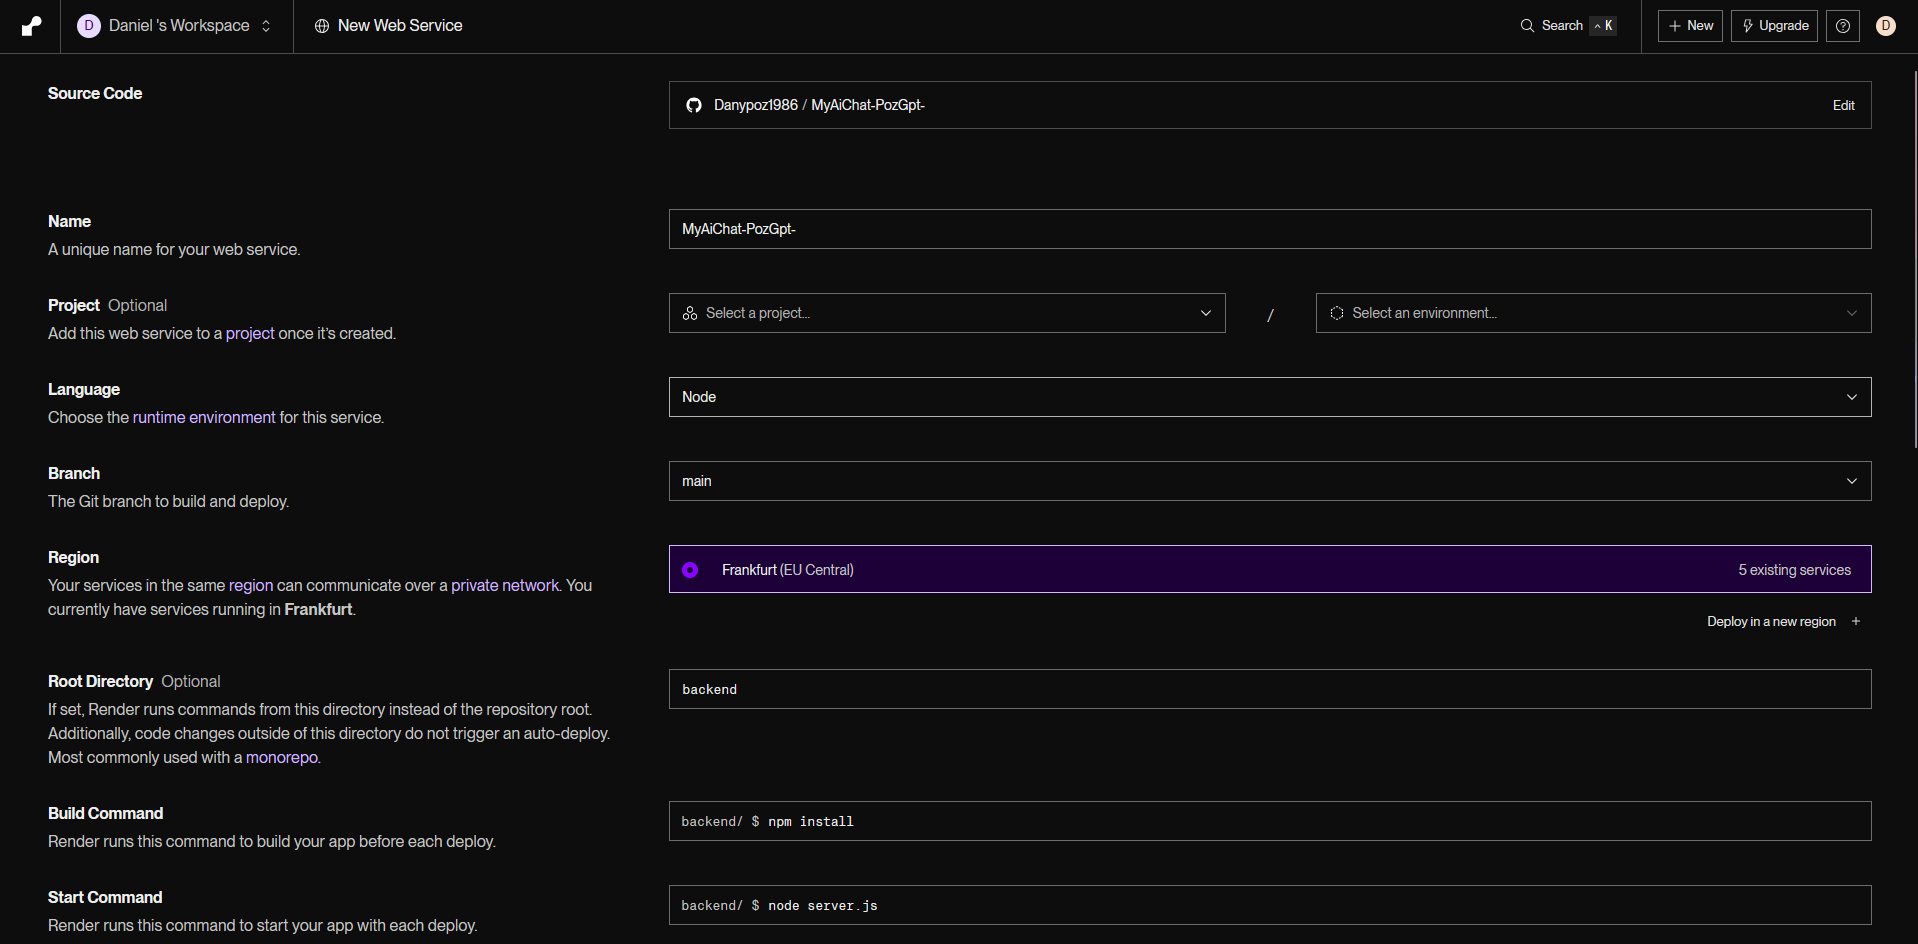 D Daniel 's Workspace
New Web Service
Search ^ K
+ New
Upgrade
D
Source Code
Danypoz1986 / MyAiChat-PozGpt-
Edit
Name
A unique name for your web service.
MyAiChat-PozGpt-
Project Optional
Add this web service to a project once it's created.
Select a project...
/
Select an environment...
Language
Choose the runtime environment for this service.
Node
Branch
The Git branch to build and deploy.
main
Region
Your services in the same region can communicate over a private network. You
currently have services running in Frankfurt.
Frankfurt (EU Central)
5 existing services
Deploy in a new region +
Root Directory Optional
If set, Render runs commands from this directory instead of the repository root.
Additionally, code changes outside of this directory do not trigger an auto-deploy.
Most commonly used with a monorepo.
backend
Build Command
Render runs this command to build your app before each deploy.
backend/ $ npm install
Start Command
Render runs this command to start your app with each deploy.
backend/ $ node server.js